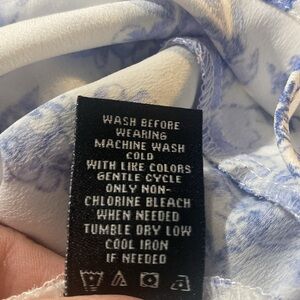 WASH BEFORE
WEARING
MACHINE WASH
COLD
WITH LIKE COLORS
GENTLE CYCLE
ONLY NON-
CHLORINE BLEACH
WHEN NEEDED
TUMBLE DRY LOW
COOL IRON
IF NEEDED